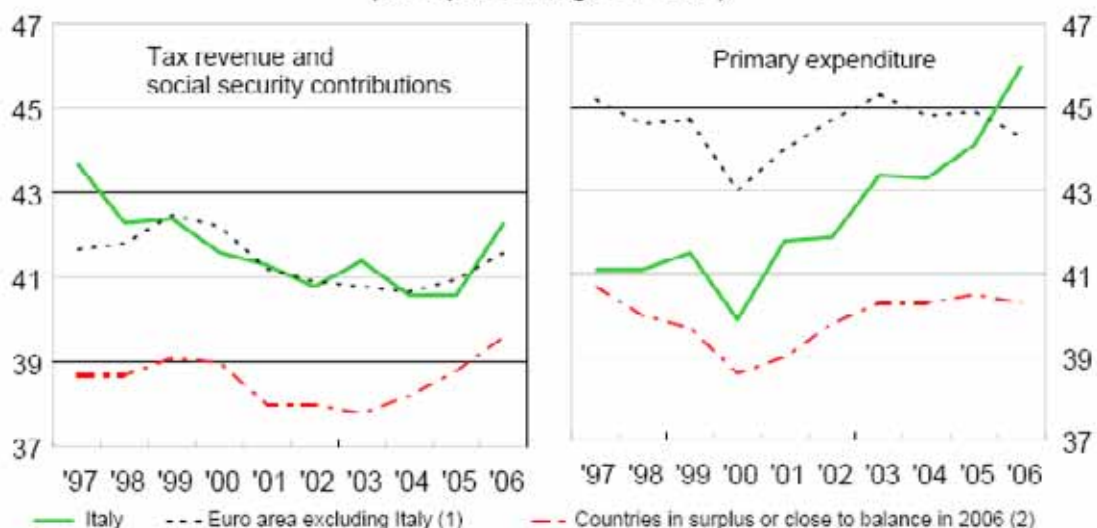 47
45
43
41
39
37
Tax revenue and
social security contributions
'97 '98 '99 '00 '01 '02 '03 '04 '05 '06
Primary expenditure
47
45
43
41
39
37
'97 '98 '99 '00 '01 '02 '03 '04 '05 '06
Italy
Euro area excluding Italy (1)
Countries in surplus or close to balance in 2006 (2)